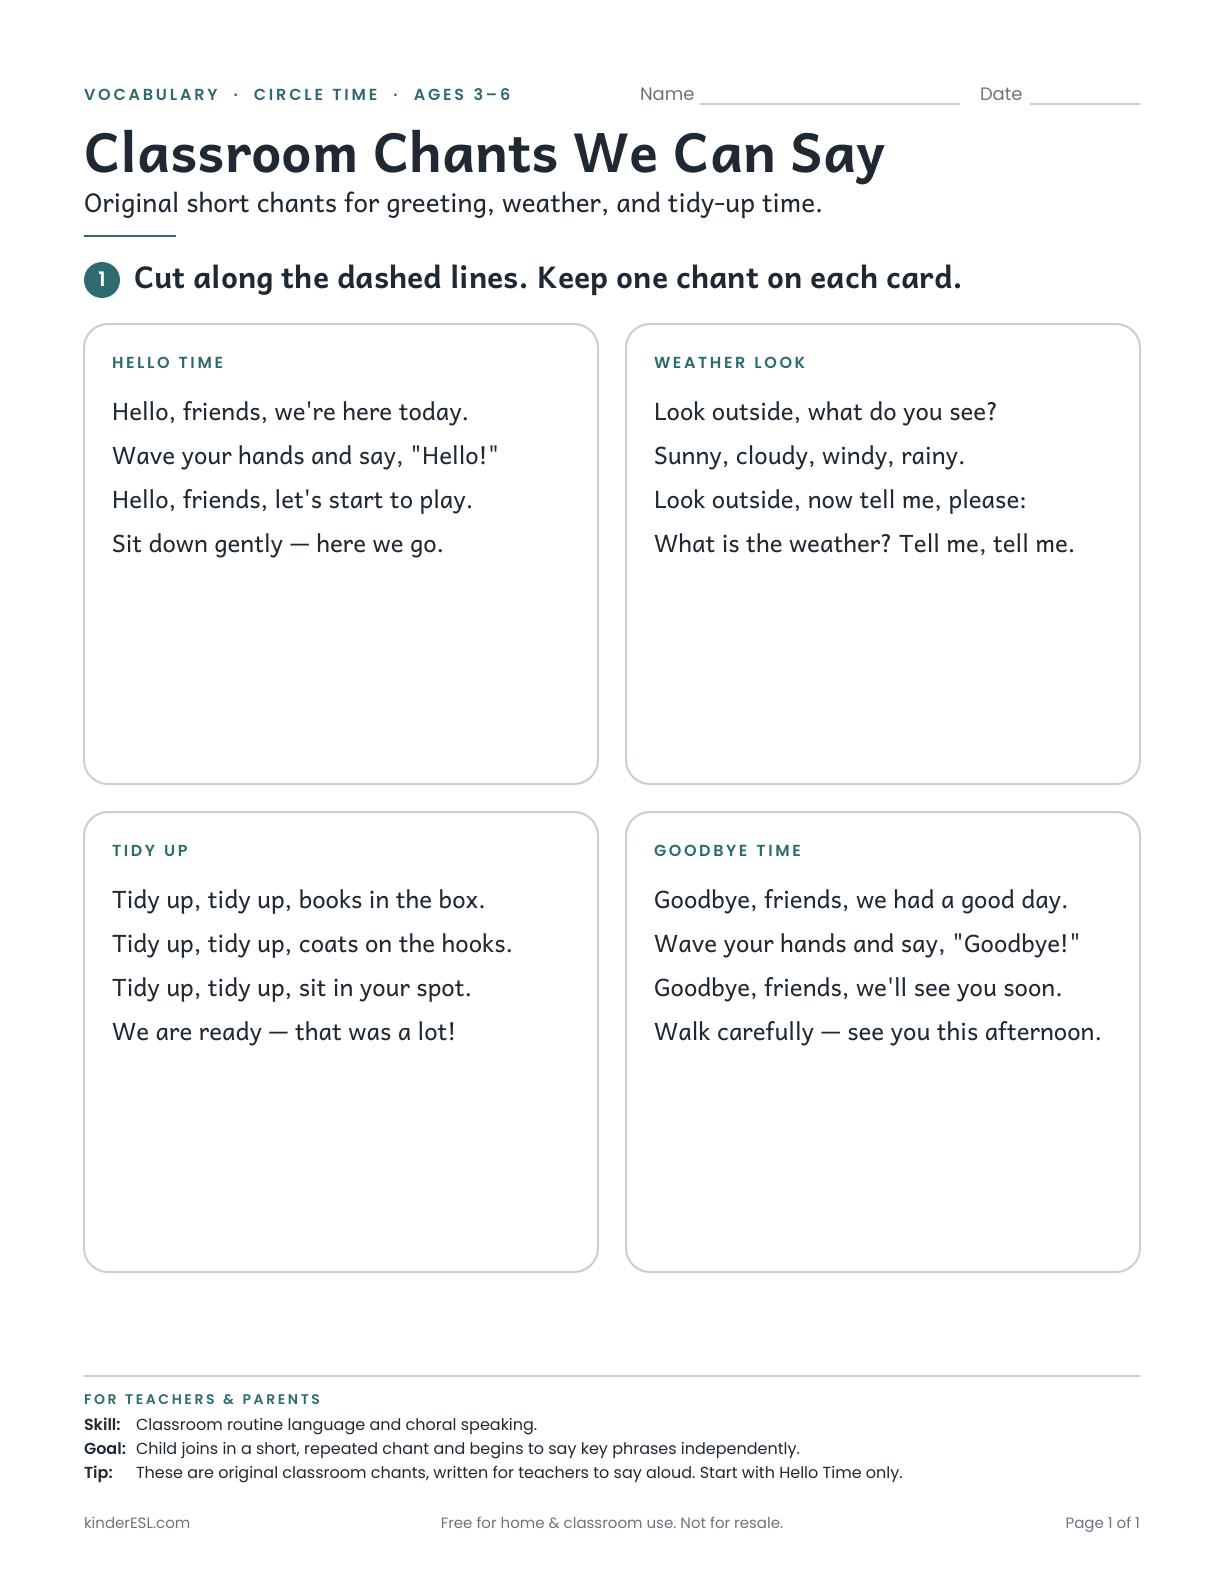 VOCABULARY · CIRCLE TIME · AGES 3–6
Name Date
Classroom Chants We Can Say
Original short chants for greeting, weather, and tidy-up time.
1 Cut along the dashed lines. Keep one chant on each card.
HELLO TIME
Hello, friends, we're here today.
Wave your hands and say, "Hello!"
Hello, friends, let's start to play.
Sit down gently — here we go.
WEATHER LOOK
Look outside, what do you see?
Sunny, cloudy, windy, rainy.
Look outside, now tell me, please:
What is the weather? Tell me, tell me.
TIDY UP
Tidy up, tidy up, books in the box.
Tidy up, tidy up, coats on the hooks.
Tidy up, tidy up, sit in your spot.
We are ready — that was a lot!
GOODBYE TIME
Goodbye, friends, we had a good day.
Wave your hands and say, "Goodbye!"
Goodbye, friends, we'll see you soon.
Walk carefully — see you this afternoon.
FOR TEACHERS & PARENTS
Skill: Classroom routine language and choral speaking.
Goal: Child joins in a short, repeated chant and begins to say key phrases independently.
Tip: These are original classroom chants, written for teachers to say aloud. Start with Hello Time only.
kinderESL.com Free for home & classroom use. Not for resale. Page 1 of 1